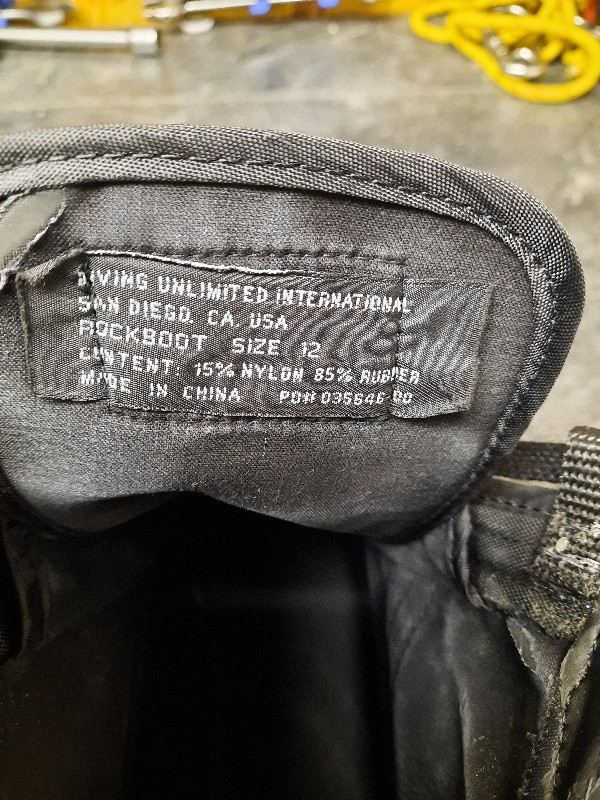 DIVING UNLIMITED INTERNATIONAL
SAN DIEGO, CA. USA
ROCKBOOT SIZE 12
CONTENT: 15% NYLON 85% RUBBER
MADE IN CHINA